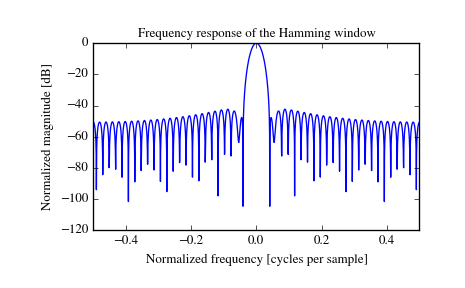 Frequency response of the Hamming window
0
−20
−40
−60
−80
−100
−120
Normalized magnitude [dB]
−0.4 −0.2 0.0 0.2 0.4
Normalized frequency [cycles per sample]